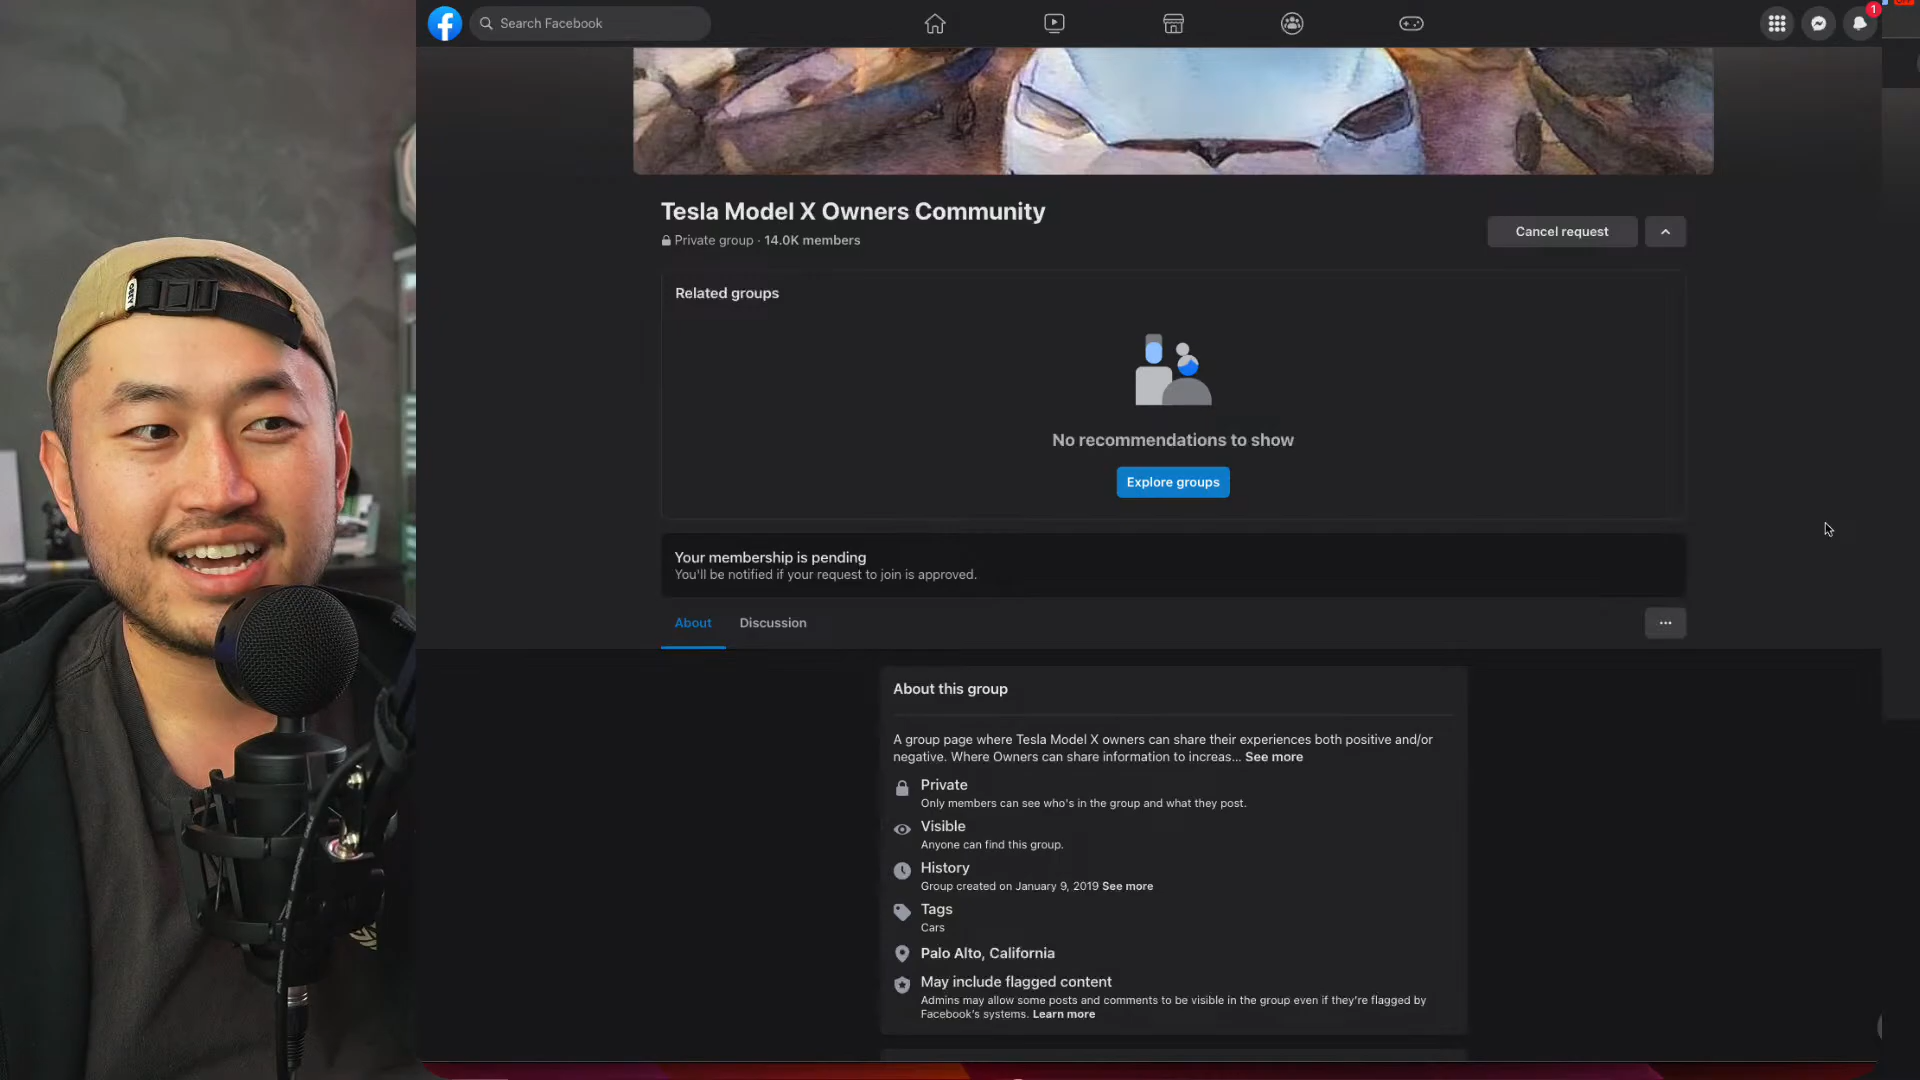 Search Facebook
1
Tesla Model X Owners Community
Private group · 14.0K members
Cancel request
Related groups
No recommendations to show
Explore groups
Your membership is pending
You'll be notified if your request to join is approved.
About Discussion
About this group
A group page where Tesla Model X owners can share their experiences both positive and/or
negative. Where Owners can share information to increas... See more
Private
Only members can see who's in the group and what they post.
Visible
Anyone can find this group.
History
Group created on January 9, 2019 See more
Tags
Cars
Palo Alto, California
May include flagged content
Admins may allow some posts and comments to be visible in the group even if they're flagged by
Facebook's systems. Learn more